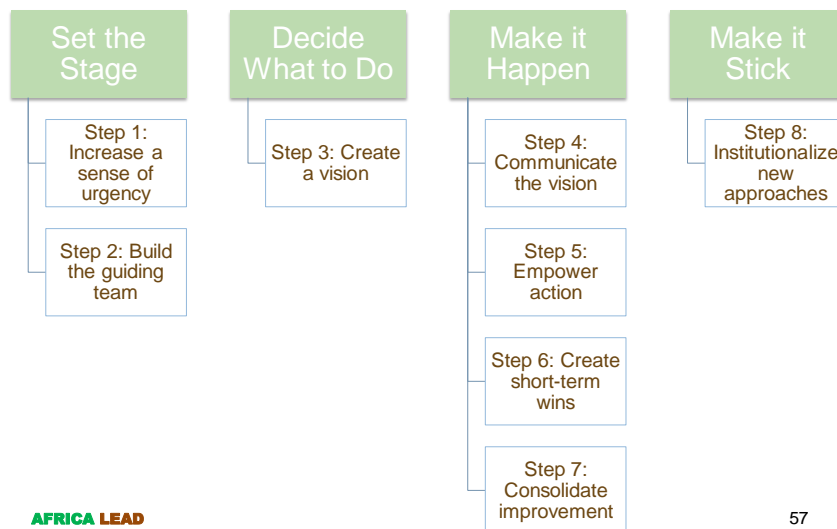 Set the
Stage
Step 1:
Increase a
sense of
urgency
Step 2: Build
the guiding
team
Decide
What to Do
Step 3: Create
a vision
Make it
Happen
Step 4:
Communicate
the vision
Step 5:
Empower
action
Step 6: Create
short-term
wins
Step 7:
Consolidate
improvement
Make it
Stick
Step 8:
Institutionalize
new
approaches
AFRICA LEAD
57